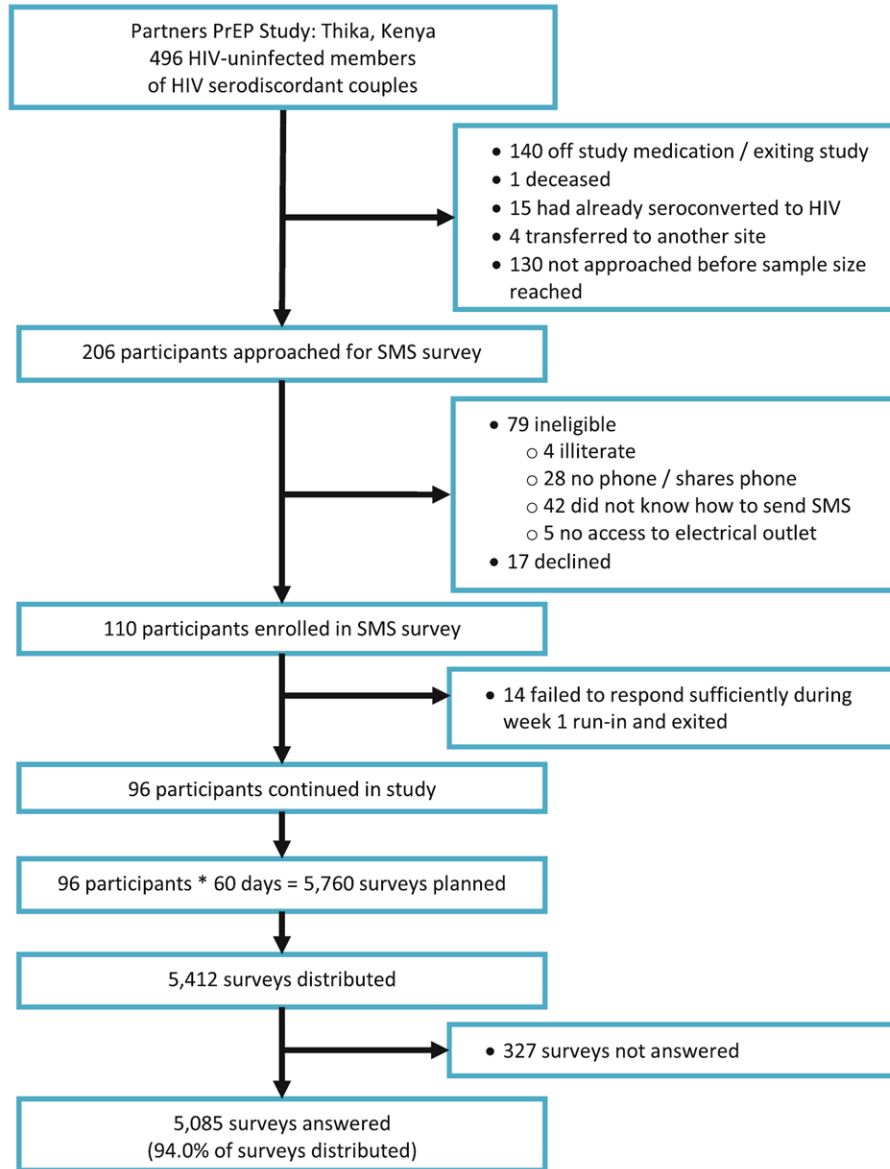 Partners PrEP Study: Thika, Kenya
496 HIV-uninfected members
of HIV serodiscordant couples
• 140 off study medication / exiting study
• 1 deceased
• 15 had already seroconverted to HIV
• 4 transferred to another site
• 130 not approached before sample size
reached
206 participants approached for SMS survey
• 79 ineligible
○ 4 illiterate
○ 28 no phone / shares phone
○ 42 did not know how to send SMS
○ 5 no access to electrical outlet
• 17 declined
110 participants enrolled in SMS survey
• 14 failed to respond sufficiently during
week 1 run-in and exited
96 participants continued in study
96 participants * 60 days = 5,760 surveys planned
5,412 surveys distributed
• 327 surveys not answered
5,085 surveys answered
(94.0% of surveys distributed)